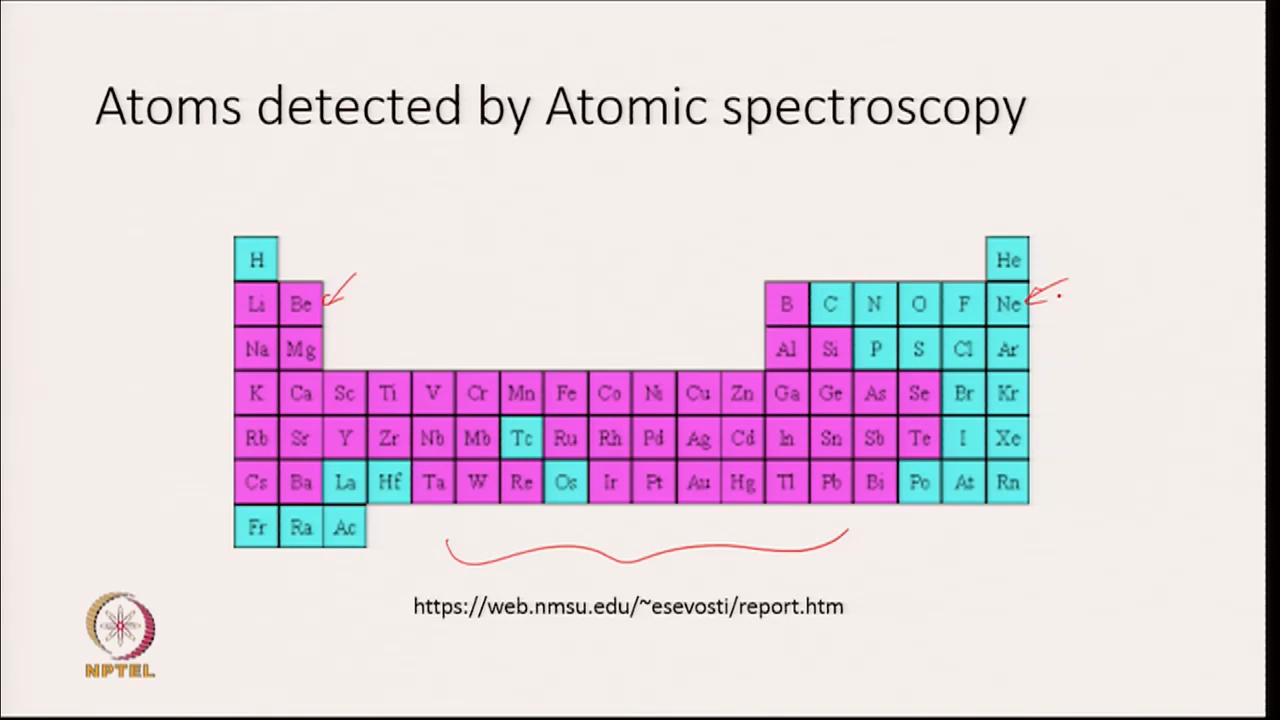 Atoms detected by Atomic spectroscopy
H He
Li Be B C N O F Ne
Na Mg Al Si P S Cl Ar
K Ca Sc Ti V Cr Mn Fe Co Ni Cu Zn Ga Ge As Se Br Kr
Rb Sr Y Zr Nb Mb Tc Ru Rh Pd Ag Cd In Sn Sb Te I Xe
Cs Ba La Hf Ta W Re Os Ir Pt Au Hg Tl Pb Bi Po At Rn
Fr Ra Ac
https://web.nmsu.edu/~esevosti/report.htm
NPTEL